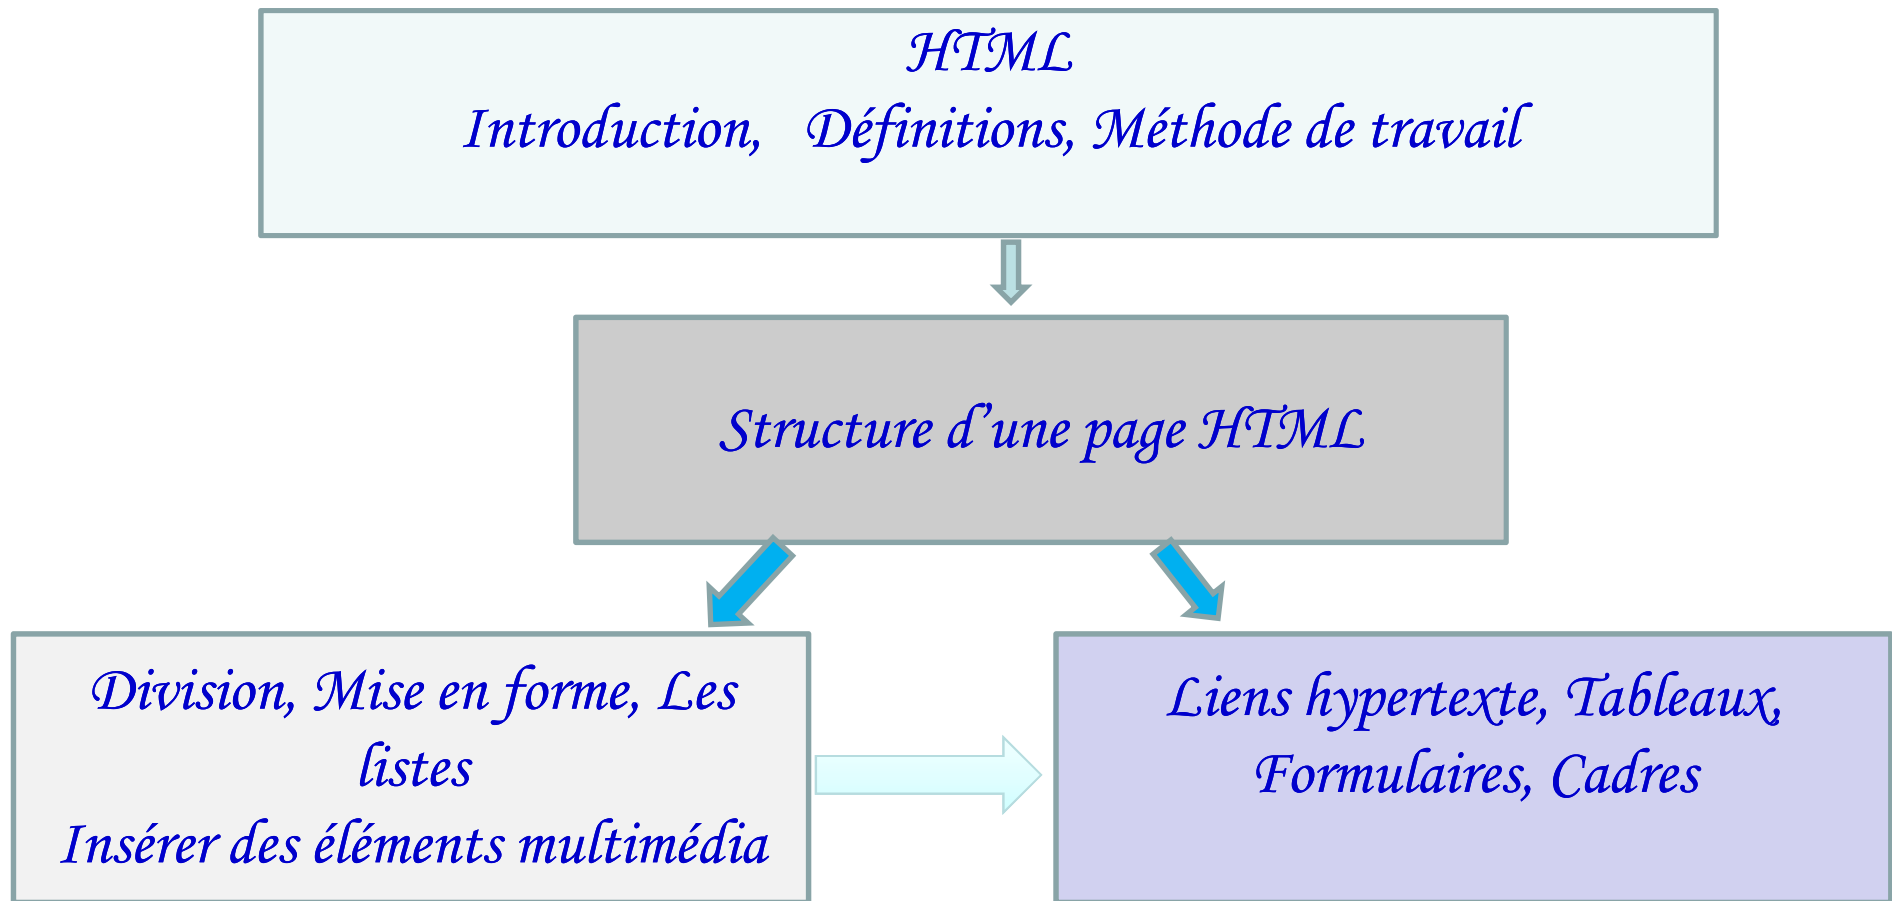 HTML
Introduction, Définitions, Méthode de travail
Structure d’une page HTML
Division, Mise en forme, Les
listes
Insérer des éléments multimédia
Liens hypertexte, Tableaux,
Formulaires, Cadres